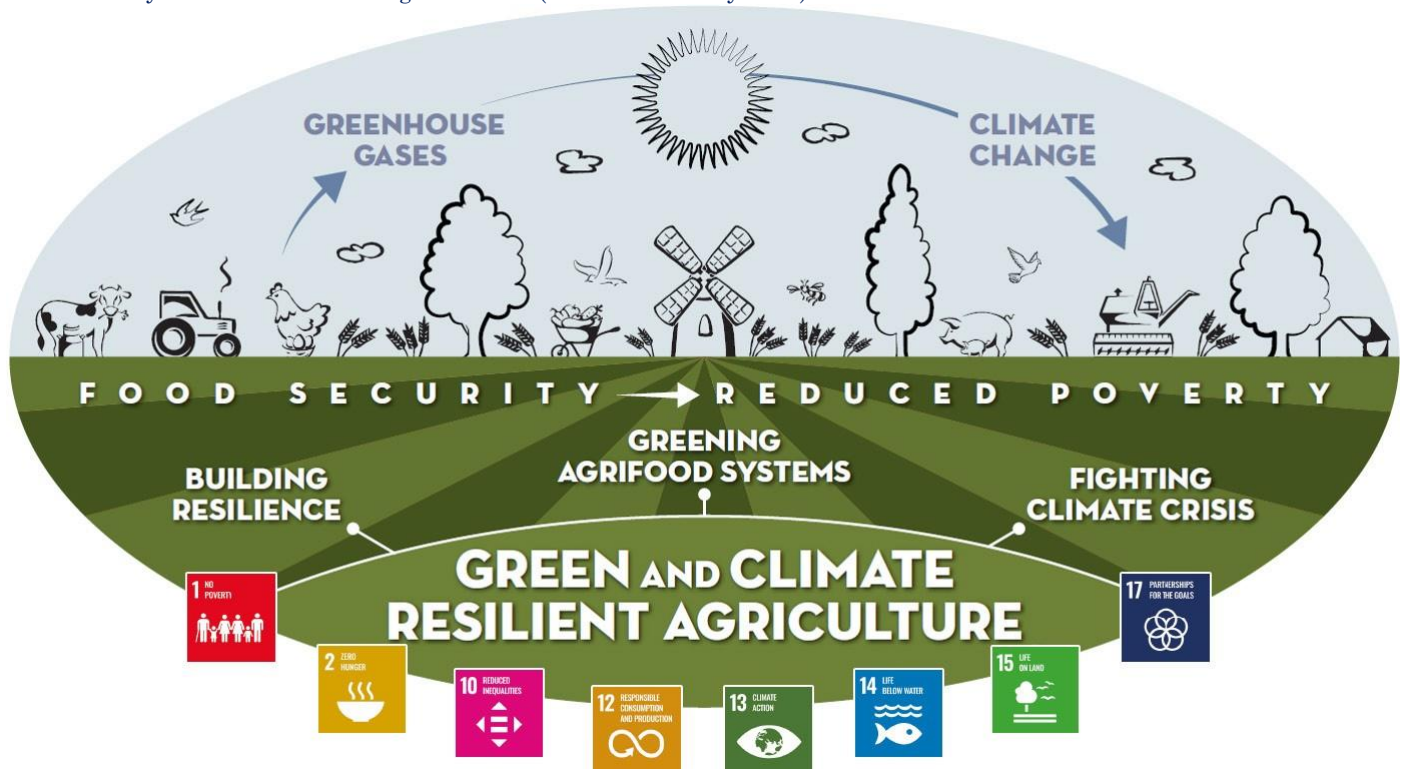 GREENHOUSE
GASES
CLIMATE
CHANGE
FOOD SECURITY → REDUCED POVERTY
GREENING
AGRIFOOD SYSTEMS
BUILDING
RESILIENCE
FIGHTING
CLIMATE CRISIS
GREEN AND CLIMATE
RESILIENT AGRICULTURE
1 NO
POVERTY
2 ZERO
HUNGER
10 REDUCED
INEQUALITIES
12 RESPONSIBLE
CONSUMPTION
AND PRODUCTION
13 CLIMATE
ACTION
14 LIFE
BELOW WATER
15 LIFE
ON LAND
17 PARTNERSHIPS
FOR THE GOALS